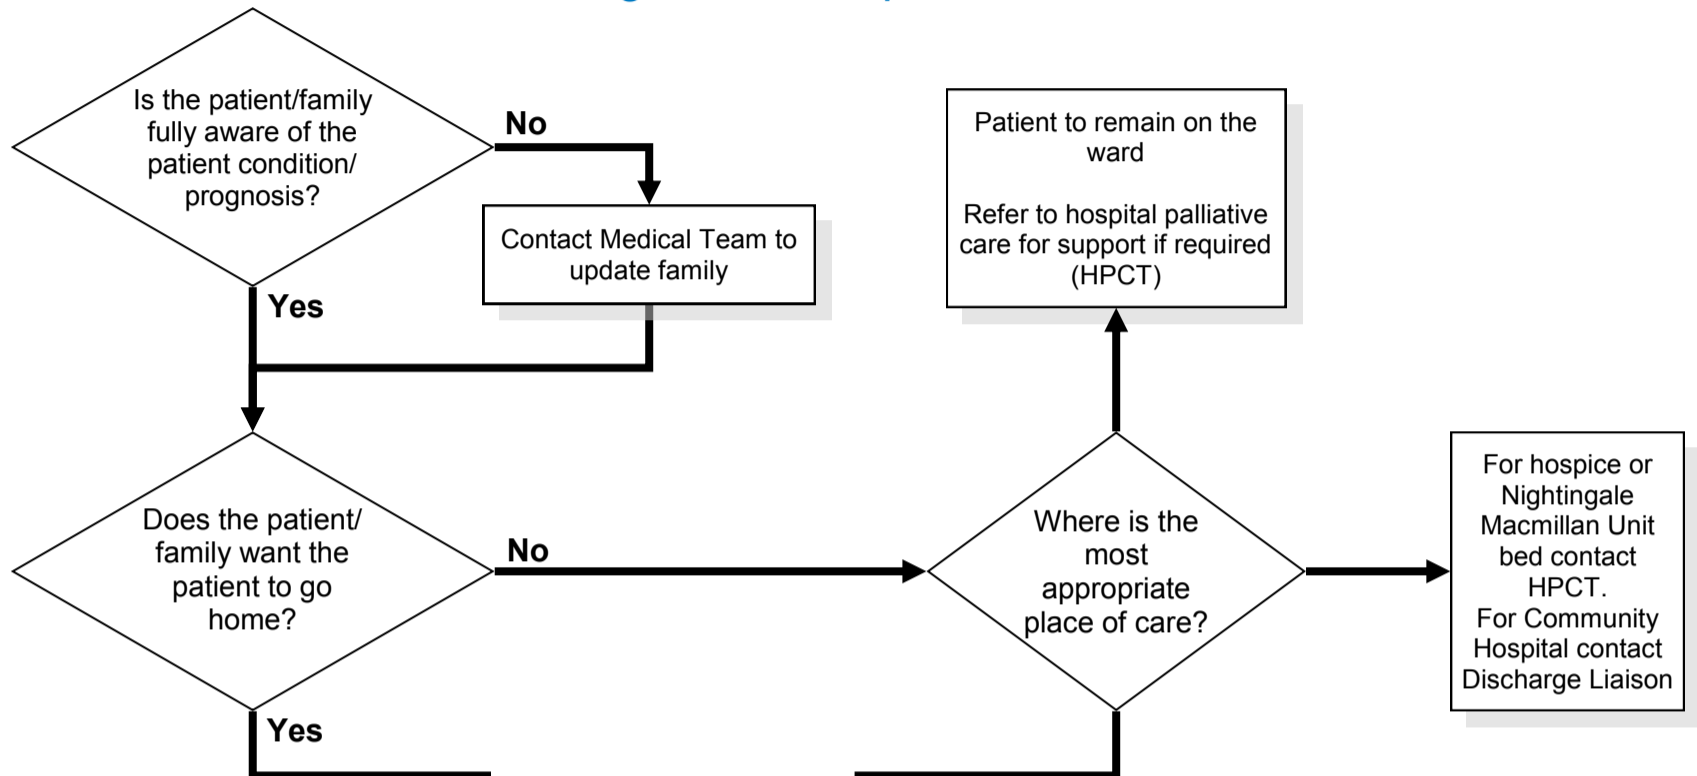 Is the patient/family
fully aware of the
patient condition/
prognosis?
No
Contact Medical Team to
update family
Yes
Patient to remain on the
ward
Refer to hospital palliative
care for support if required
(HPCT)
Does the patient/
family want the
patient to go
home?
No
Where is the
most
appropriate
place of care?
For hospice or
Nightingale
Macmillan Unit
bed contact
HPCT.
For Community
Hospital contact
Discharge Liaison
Yes